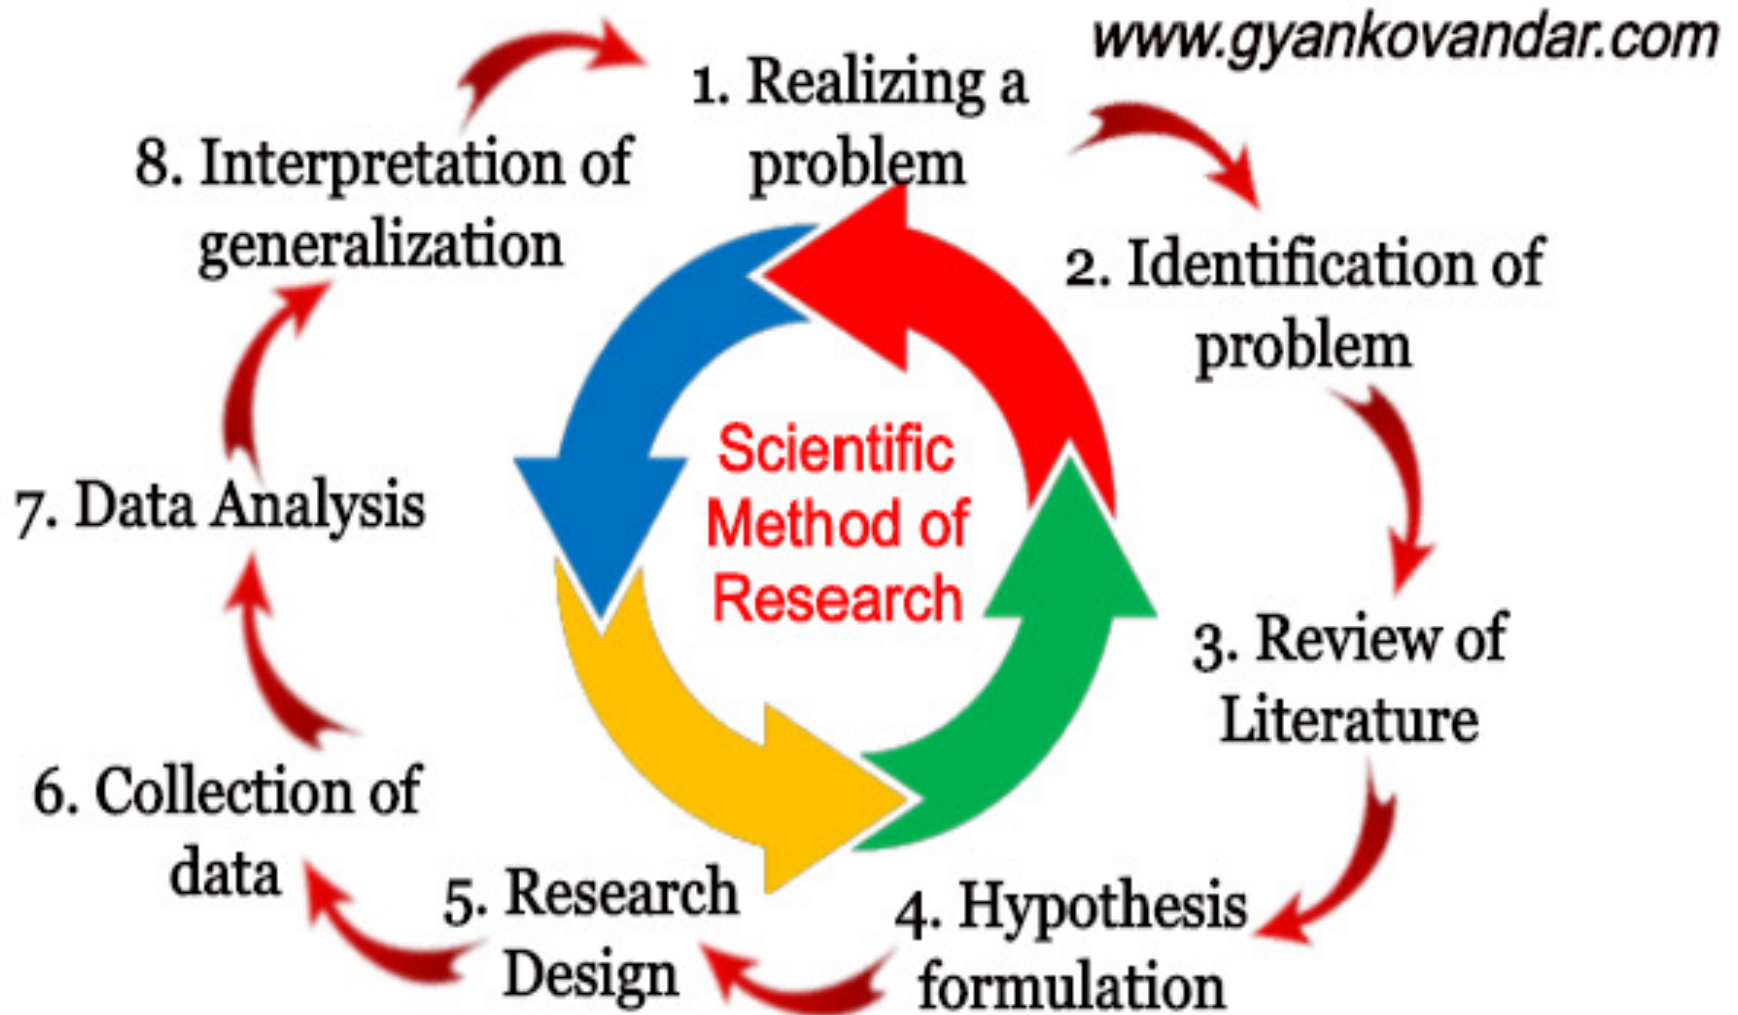 www.gyankovandar.com
1. Realizing a
problem
2. Identification of
problem
3. Review of
Literature
4. Hypothesis
formulation
5. Research
Design
6. Collection of
data
7. Data Analysis
8. Interpretation of
generalization
Scientific
Method of
Research